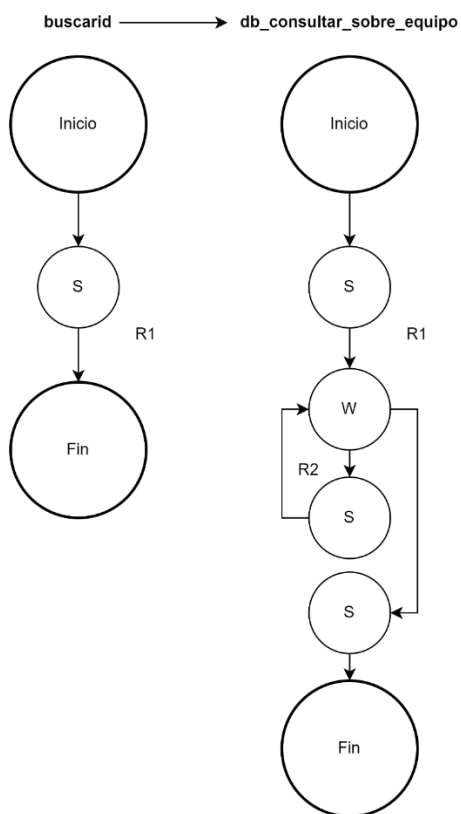 buscarid db_consultar_sobre_equipo
Inicio
S
R1
Fin
Inicio
S
R1
W
R2
S
S
Fin